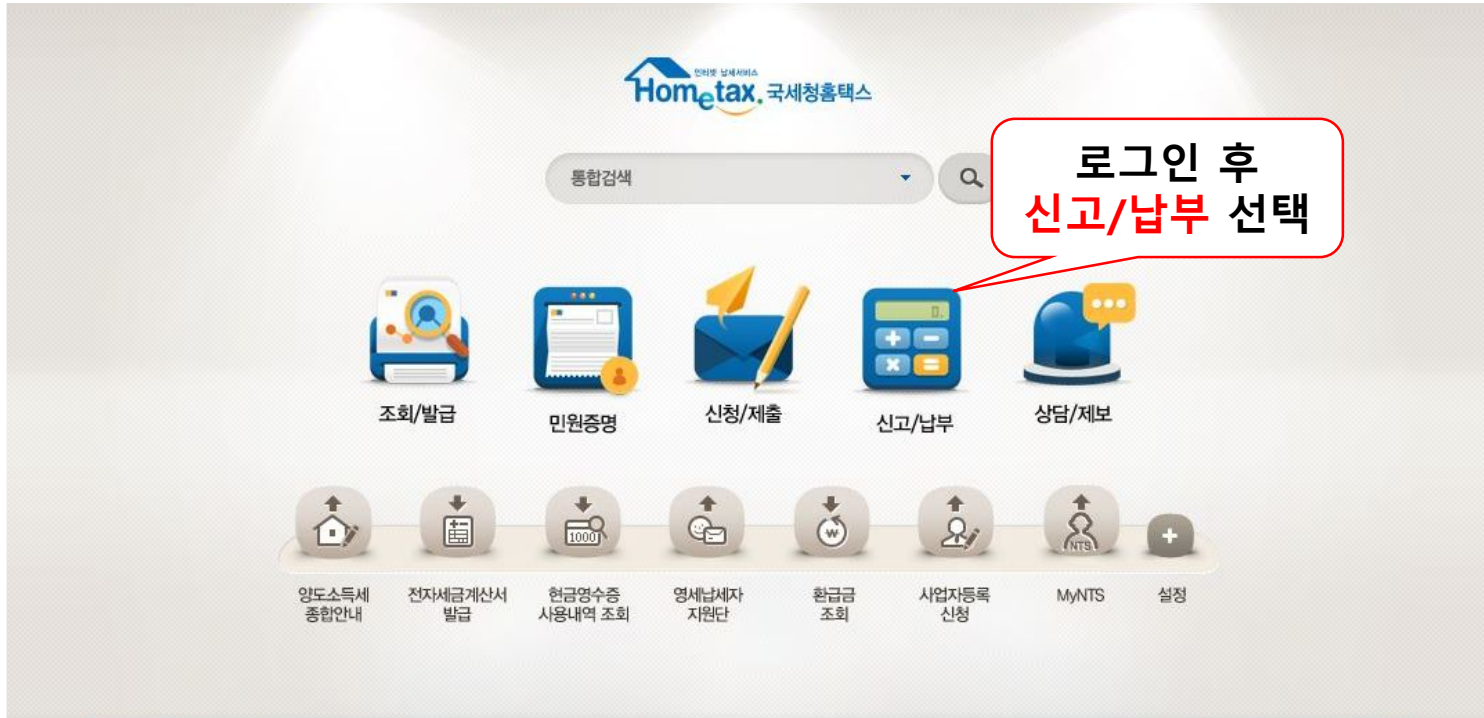 인터넷 납세서비스
Hometax. 국세청홈택스
통합검색
로그인 후
신고/납부 선택
0.
조회/발급
민원증명
신청/제출
신고/납부
상담/제보
1000
NTS
양도소득세
종합안내
전자세금계산서
발급
현금영수증
사용내역 조회
영세납세자
지원단
환급금
조회
사업자등록
신청
MyNTS
설정